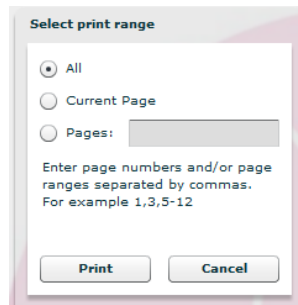 Select print range
All
Current Page
Pages:
Enter page numbers and/or page
ranges separated by commas.
For example 1,3,5-12
Print Cancel